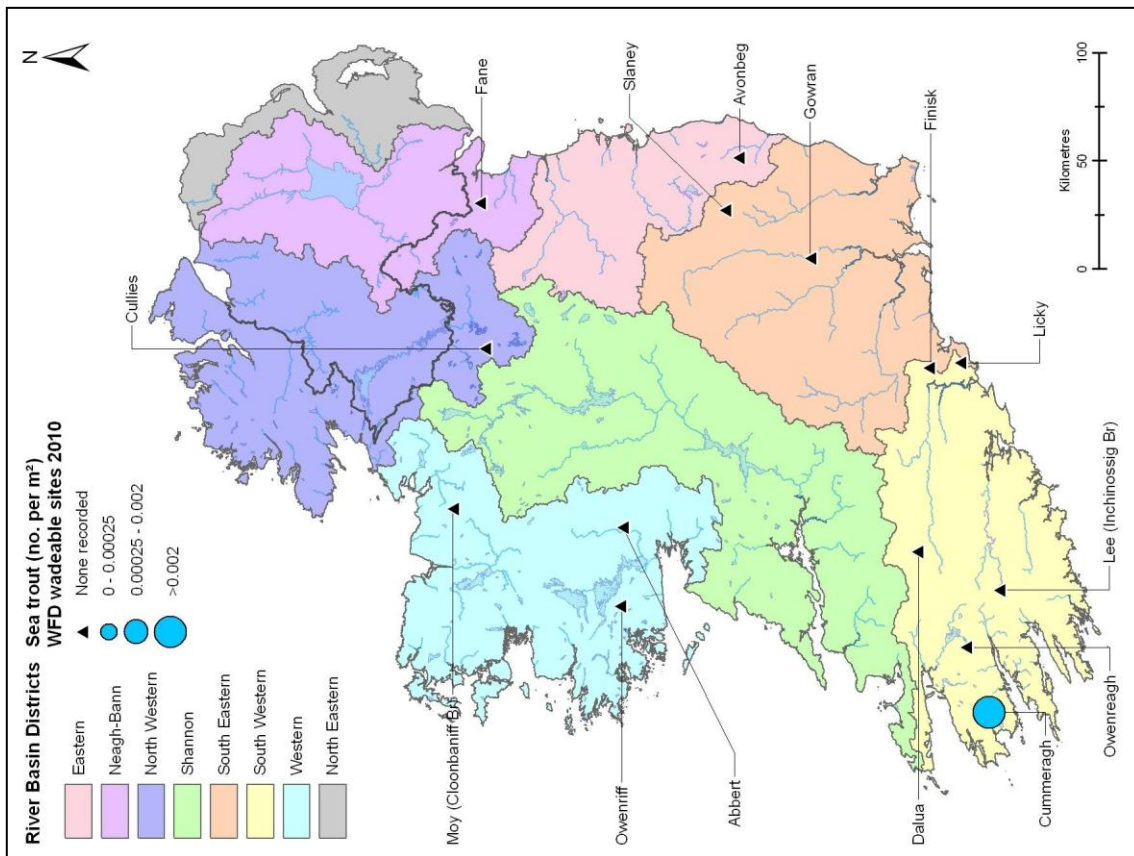 River Basin Districts
Eastern
Neagh-Bann
North Western
Shannon
South Eastern
South Western
Western
North Eastern
Sea trout (no. per m²)
WFD wadeable sites 2010
None recorded
0 - 0.00025
0.00025 - 0.002
>0.002
N
Cullies
Fane
Slaney
Avonbeg
Gowran
Finisk
Licky
Moy (Cloonbaniff Br)
Owenriff
Abbert
Dalua
Cummeragh
Owenreagh
Lee (Inchinossig Br)
0 50 100
Kilometres